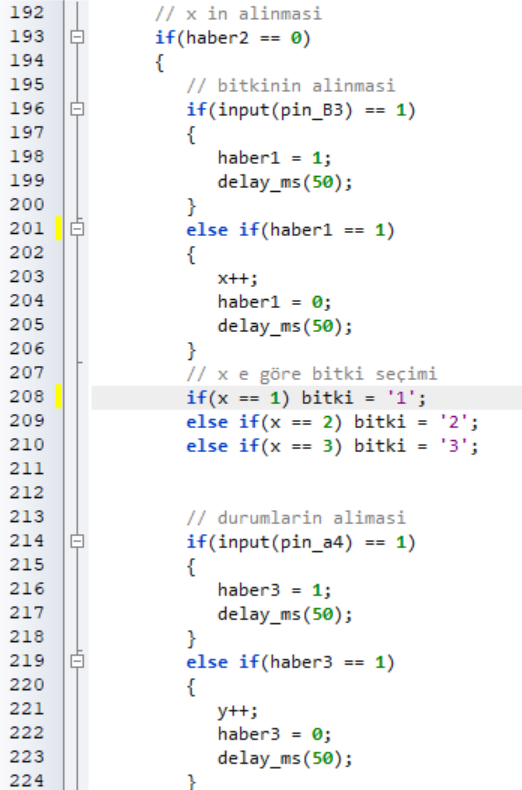 192 // x in alinmasi
193 if(haber2 == 0)
194 {
195 // bitkinin alinmasi
196 if(input(pin_B3) == 1)
197 {
198 haber1 = 1;
199 delay_ms(50);
200 }
201 else if(haber1 == 1)
202 {
203 x++;
204 haber1 = 0;
205 delay_ms(50);
206 }
207 // x e göre bitki seçimi
208 if(x == 1) bitki = '1';
209 else if(x == 2) bitki = '2';
210 else if(x == 3) bitki = '3';
211
212
213 // durumlarin alimasi
214 if(input(pin_a4) == 1)
215 {
216 haber3 = 1;
217 delay_ms(50);
218 }
219 else if(haber3 == 1)
220 {
221 y++;
222 haber3 = 0;
223 delay_ms(50);
224 }